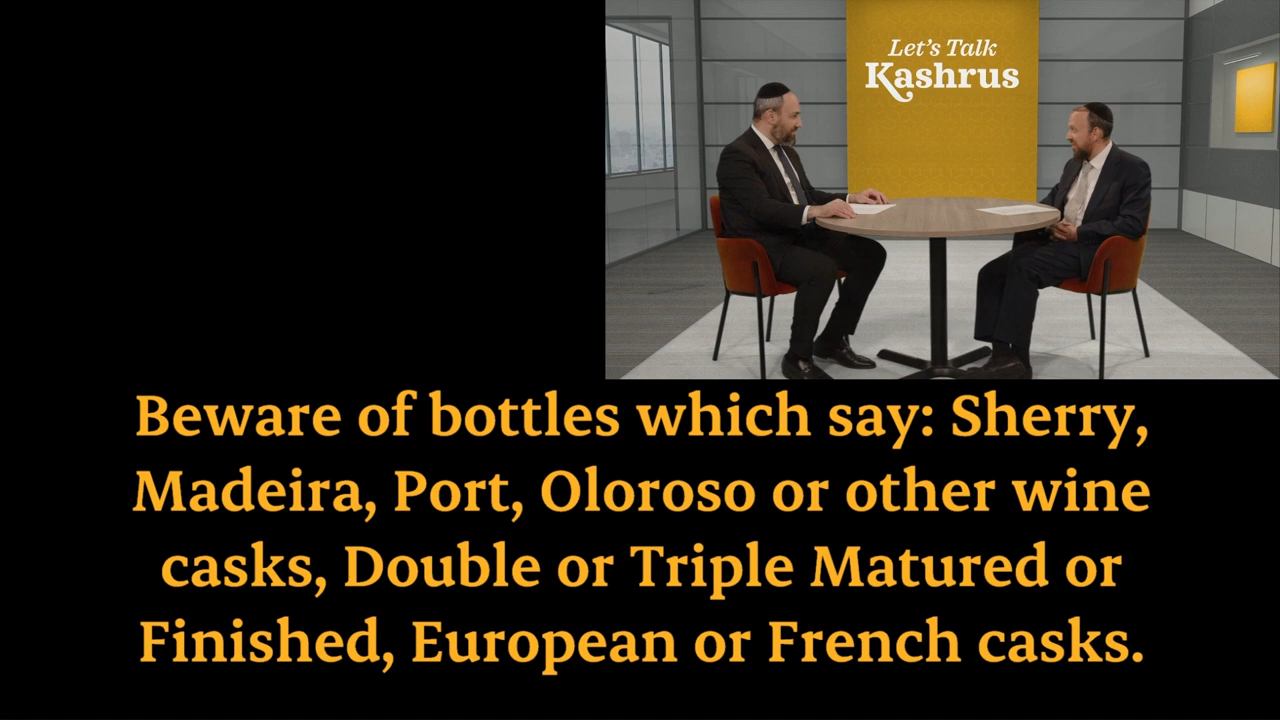 Let's Talk
Kashrus
Beware of bottles which say: Sherry,
Madeira, Port, Oloroso or other wine
casks, Double or Triple Matured or
Finished, European or French casks.